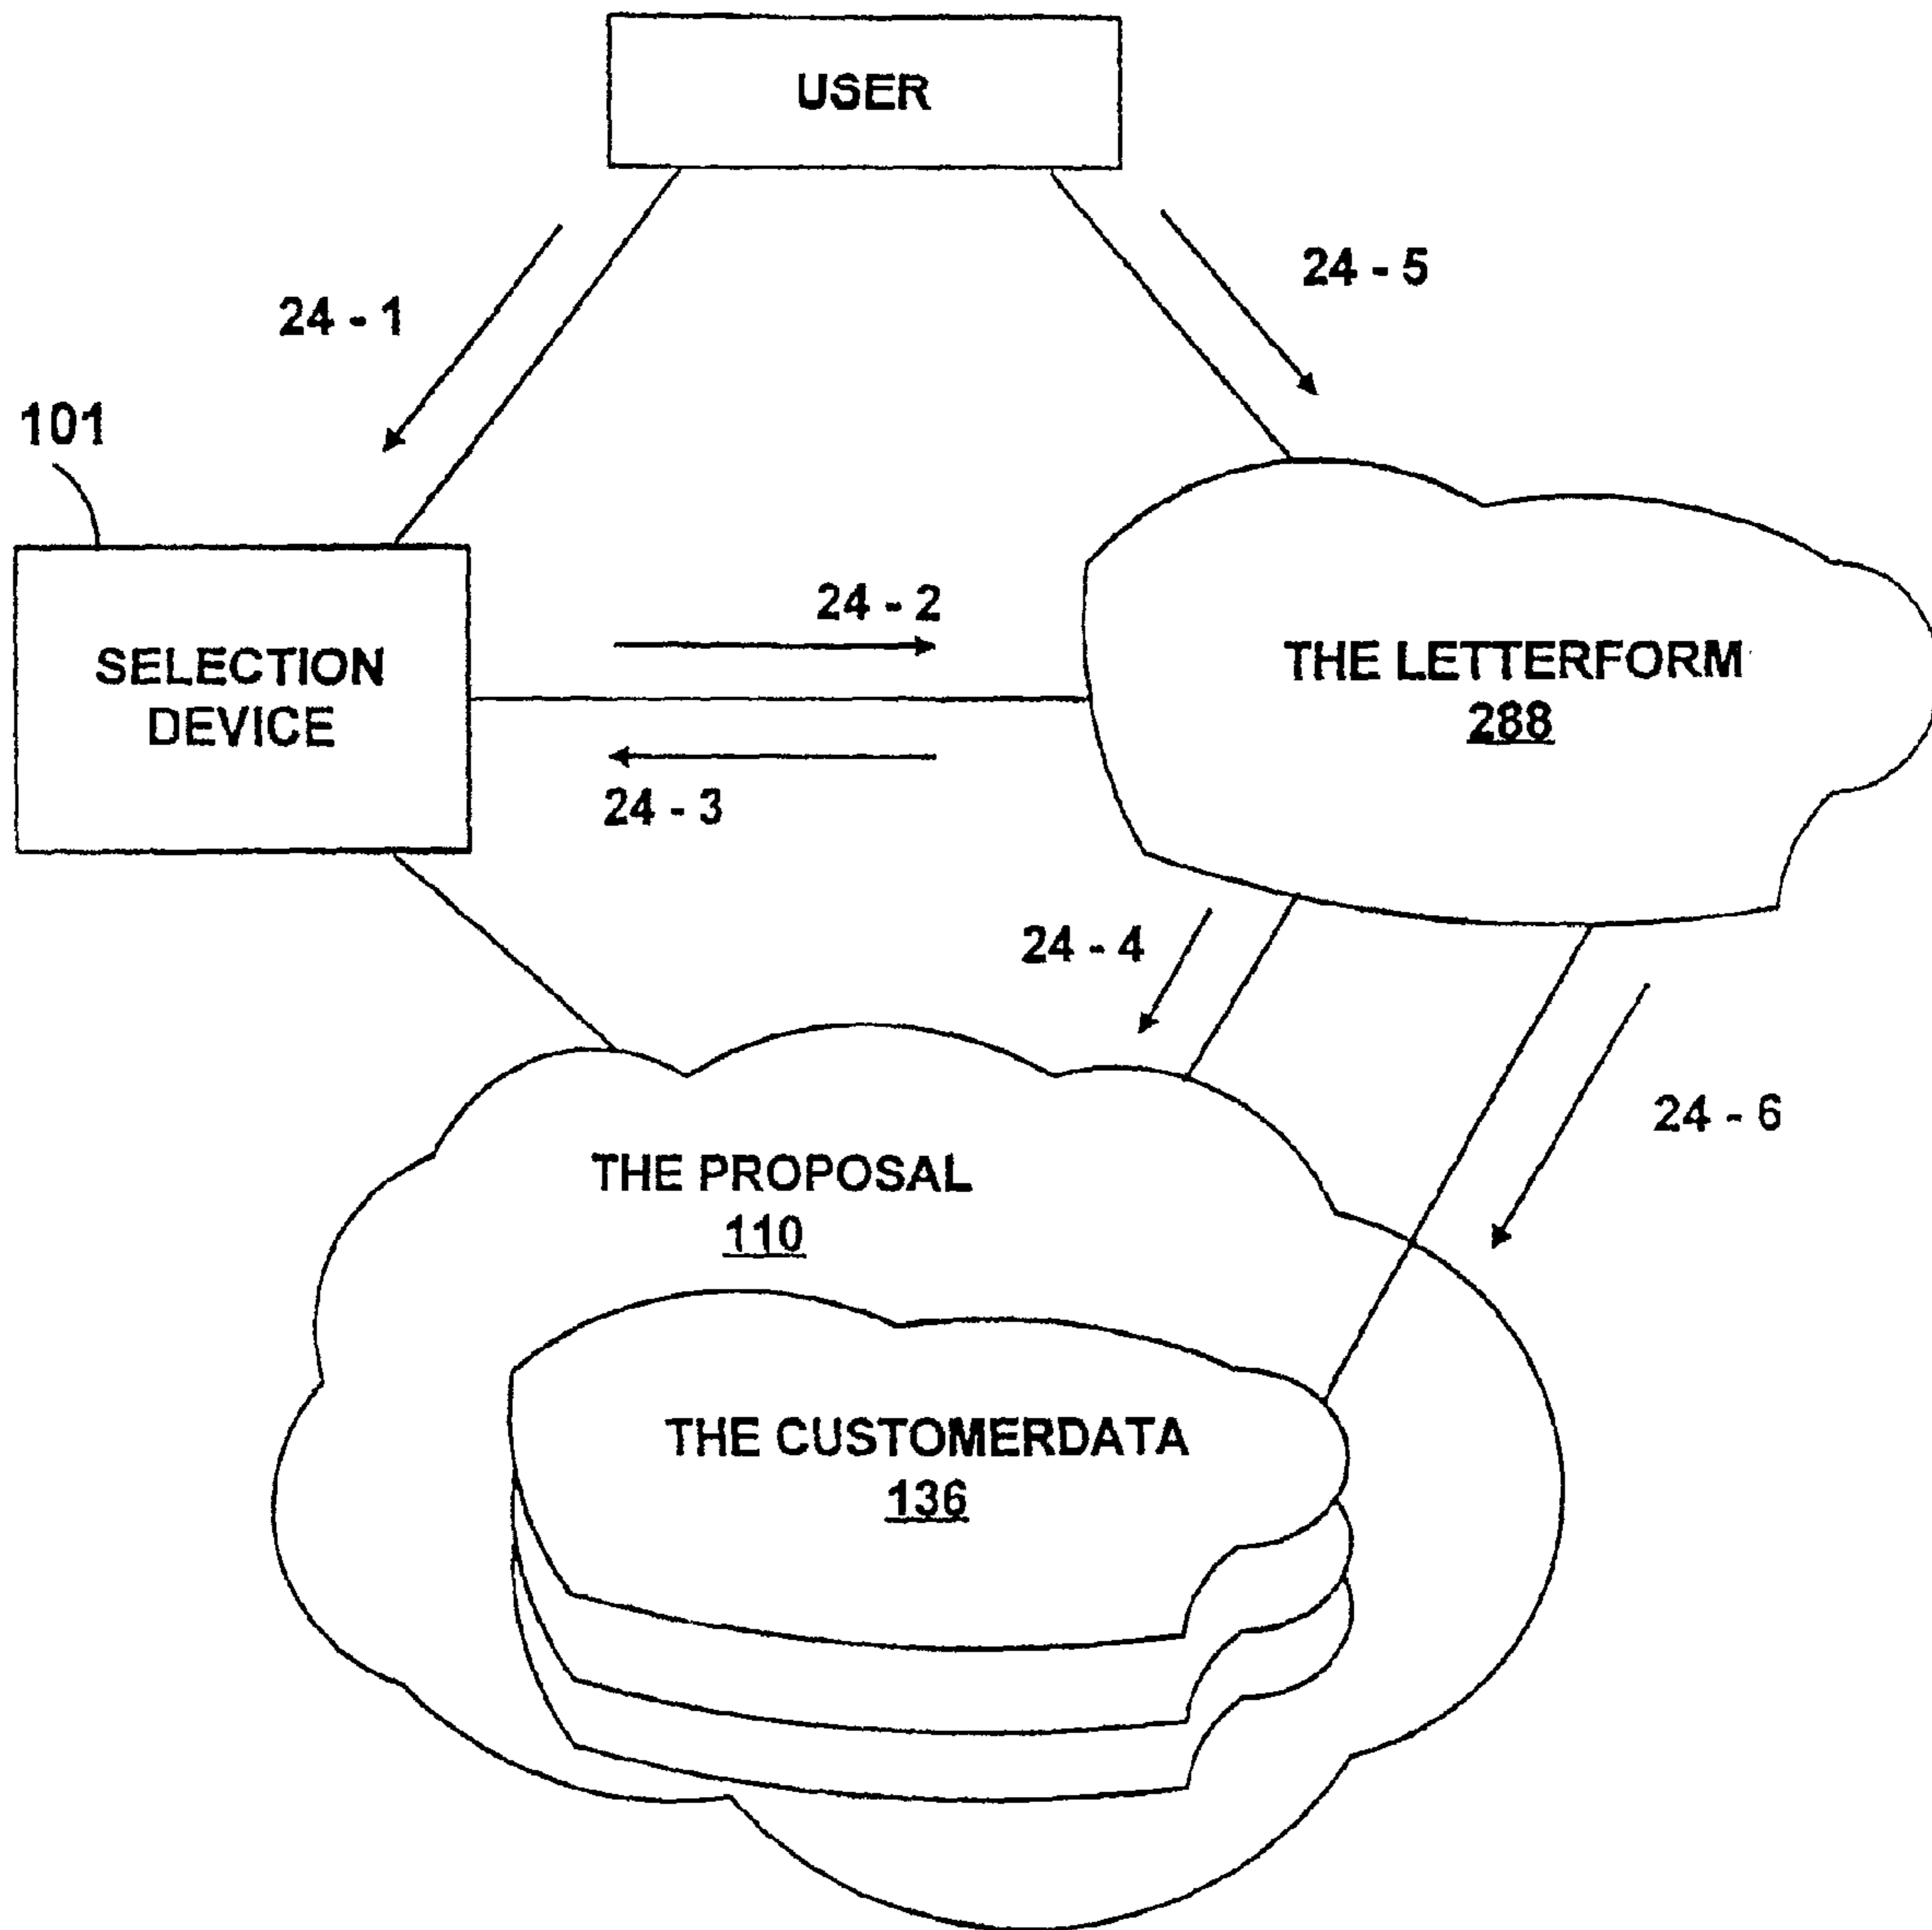 USER
24 - 1
24 - 5
101
SELECTION
DEVICE
24 - 2
24 - 3
THE LETTERFORM
288
24 - 4
24 - 6
THE PROPOSAL
110
THE CUSTOMERDATA
136